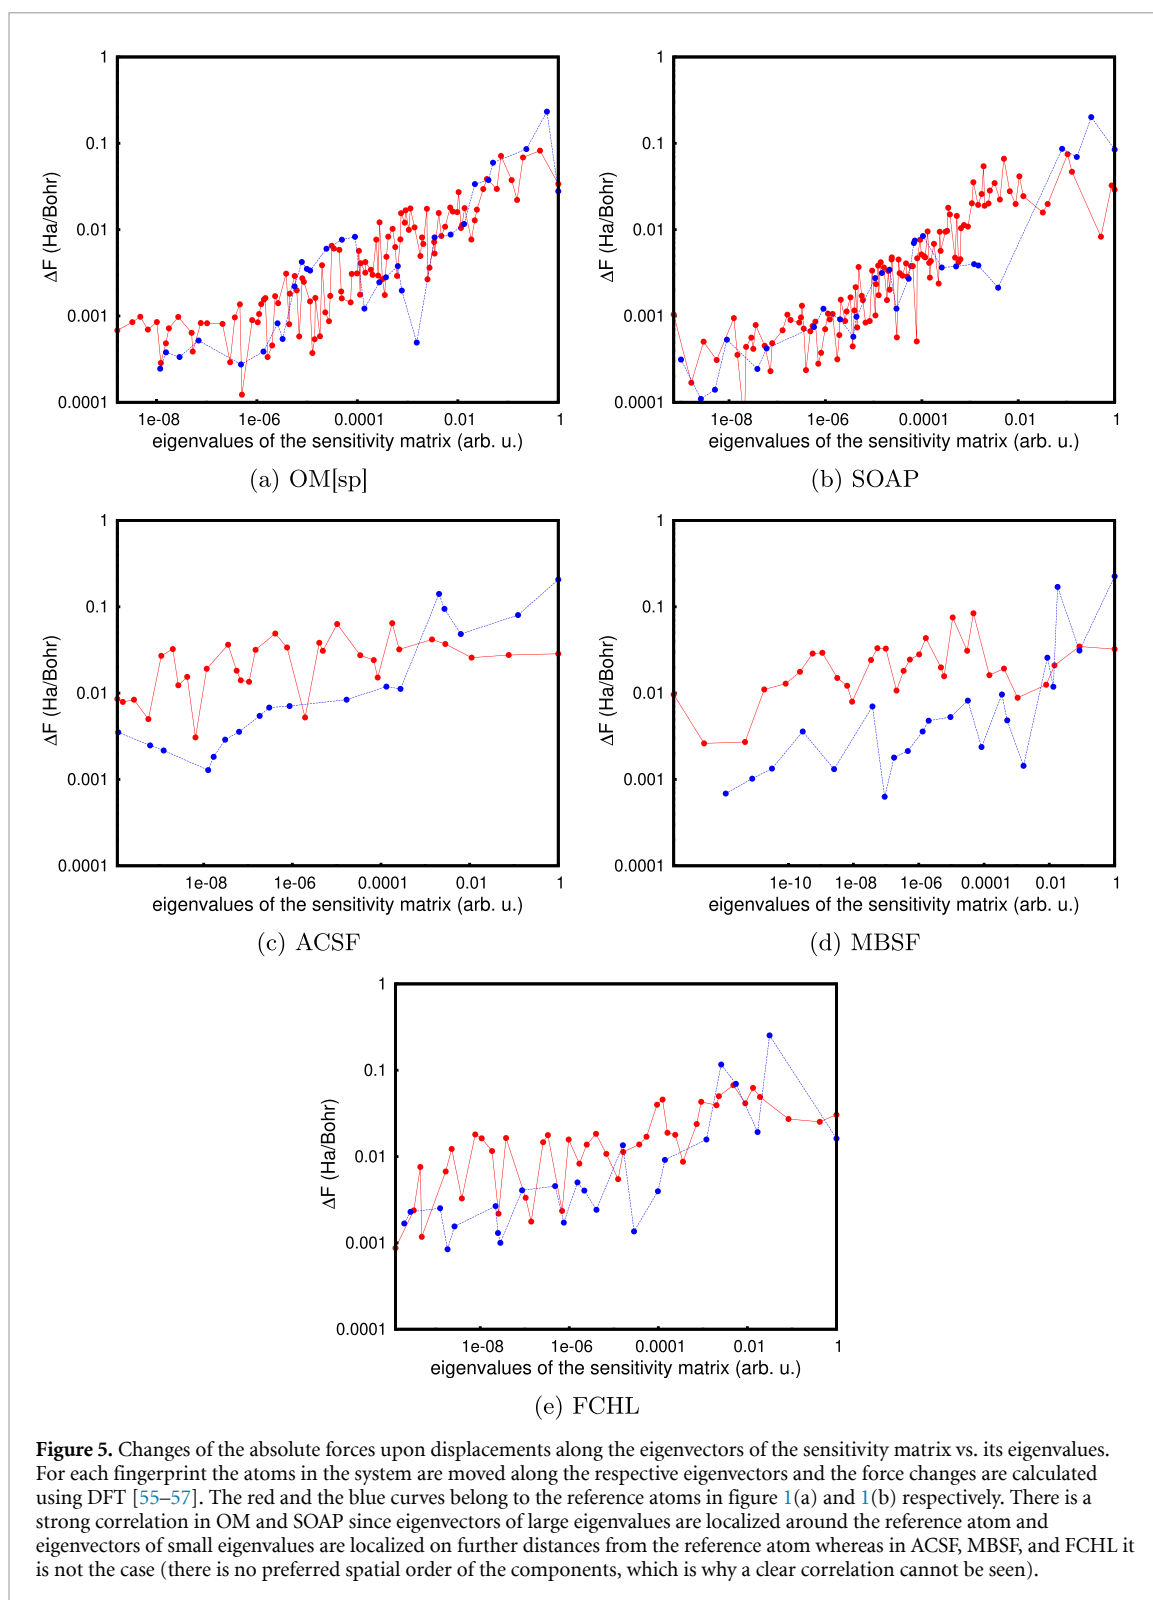 1
1
0.1
0.1
0.01
0.01
0.001
0.001
0.0001
0.0001
ΔF (Ha/Bohr)
ΔF (Ha/Bohr)
1e-08 1e-06 0.0001 0.01 1
1e-08 1e-06 0.0001 0.01 1
eigenvalues of the sensitivity matrix (arb. u.)
eigenvalues of the sensitivity matrix (arb. u.)
(a) OM[sp]
(b) SOAP
1
1
0.1
0.1
0.01
0.01
0.001
0.001
0.0001
0.0001
ΔF (Ha/Bohr)
ΔF (Ha/Bohr)
1e-08 1e-06 0.0001 0.01 1
1e-10 1e-08 1e-06 0.0001 0.01 1
eigenvalues of the sensitivity matrix (arb. u.)
eigenvalues of the sensitivity matrix (arb. u.)
(c) ACSF
(d) MBSF
1
0.1
0.01
0.001
0.0001
ΔF (Ha/Bohr)
1e-08 1e-06 0.0001 0.01 1
eigenvalues of the sensitivity matrix (arb. u.)
(e) FCHL
Figure 5. Changes of the absolute forces upon displacements along the eigenvectors of the sensitivity matrix vs. its eigenvalues.
For each fingerprint the atoms in the system are moved along the respective eigenvectors and the force changes are calculated
using DFT [55–57]. The red and the blue curves belong to the reference atoms in figure 1(a) and 1(b) respectively. There is a
strong correlation in OM and SOAP since eigenvectors of large eigenvalues are localized around the reference atom and
eigenvectors of small eigenvalues are localized on further distances from the reference atom whereas in ACSF, MBSF, and FCHL it
is not the case (there is no preferred spatial order of the components, which is why a clear correlation cannot be seen).